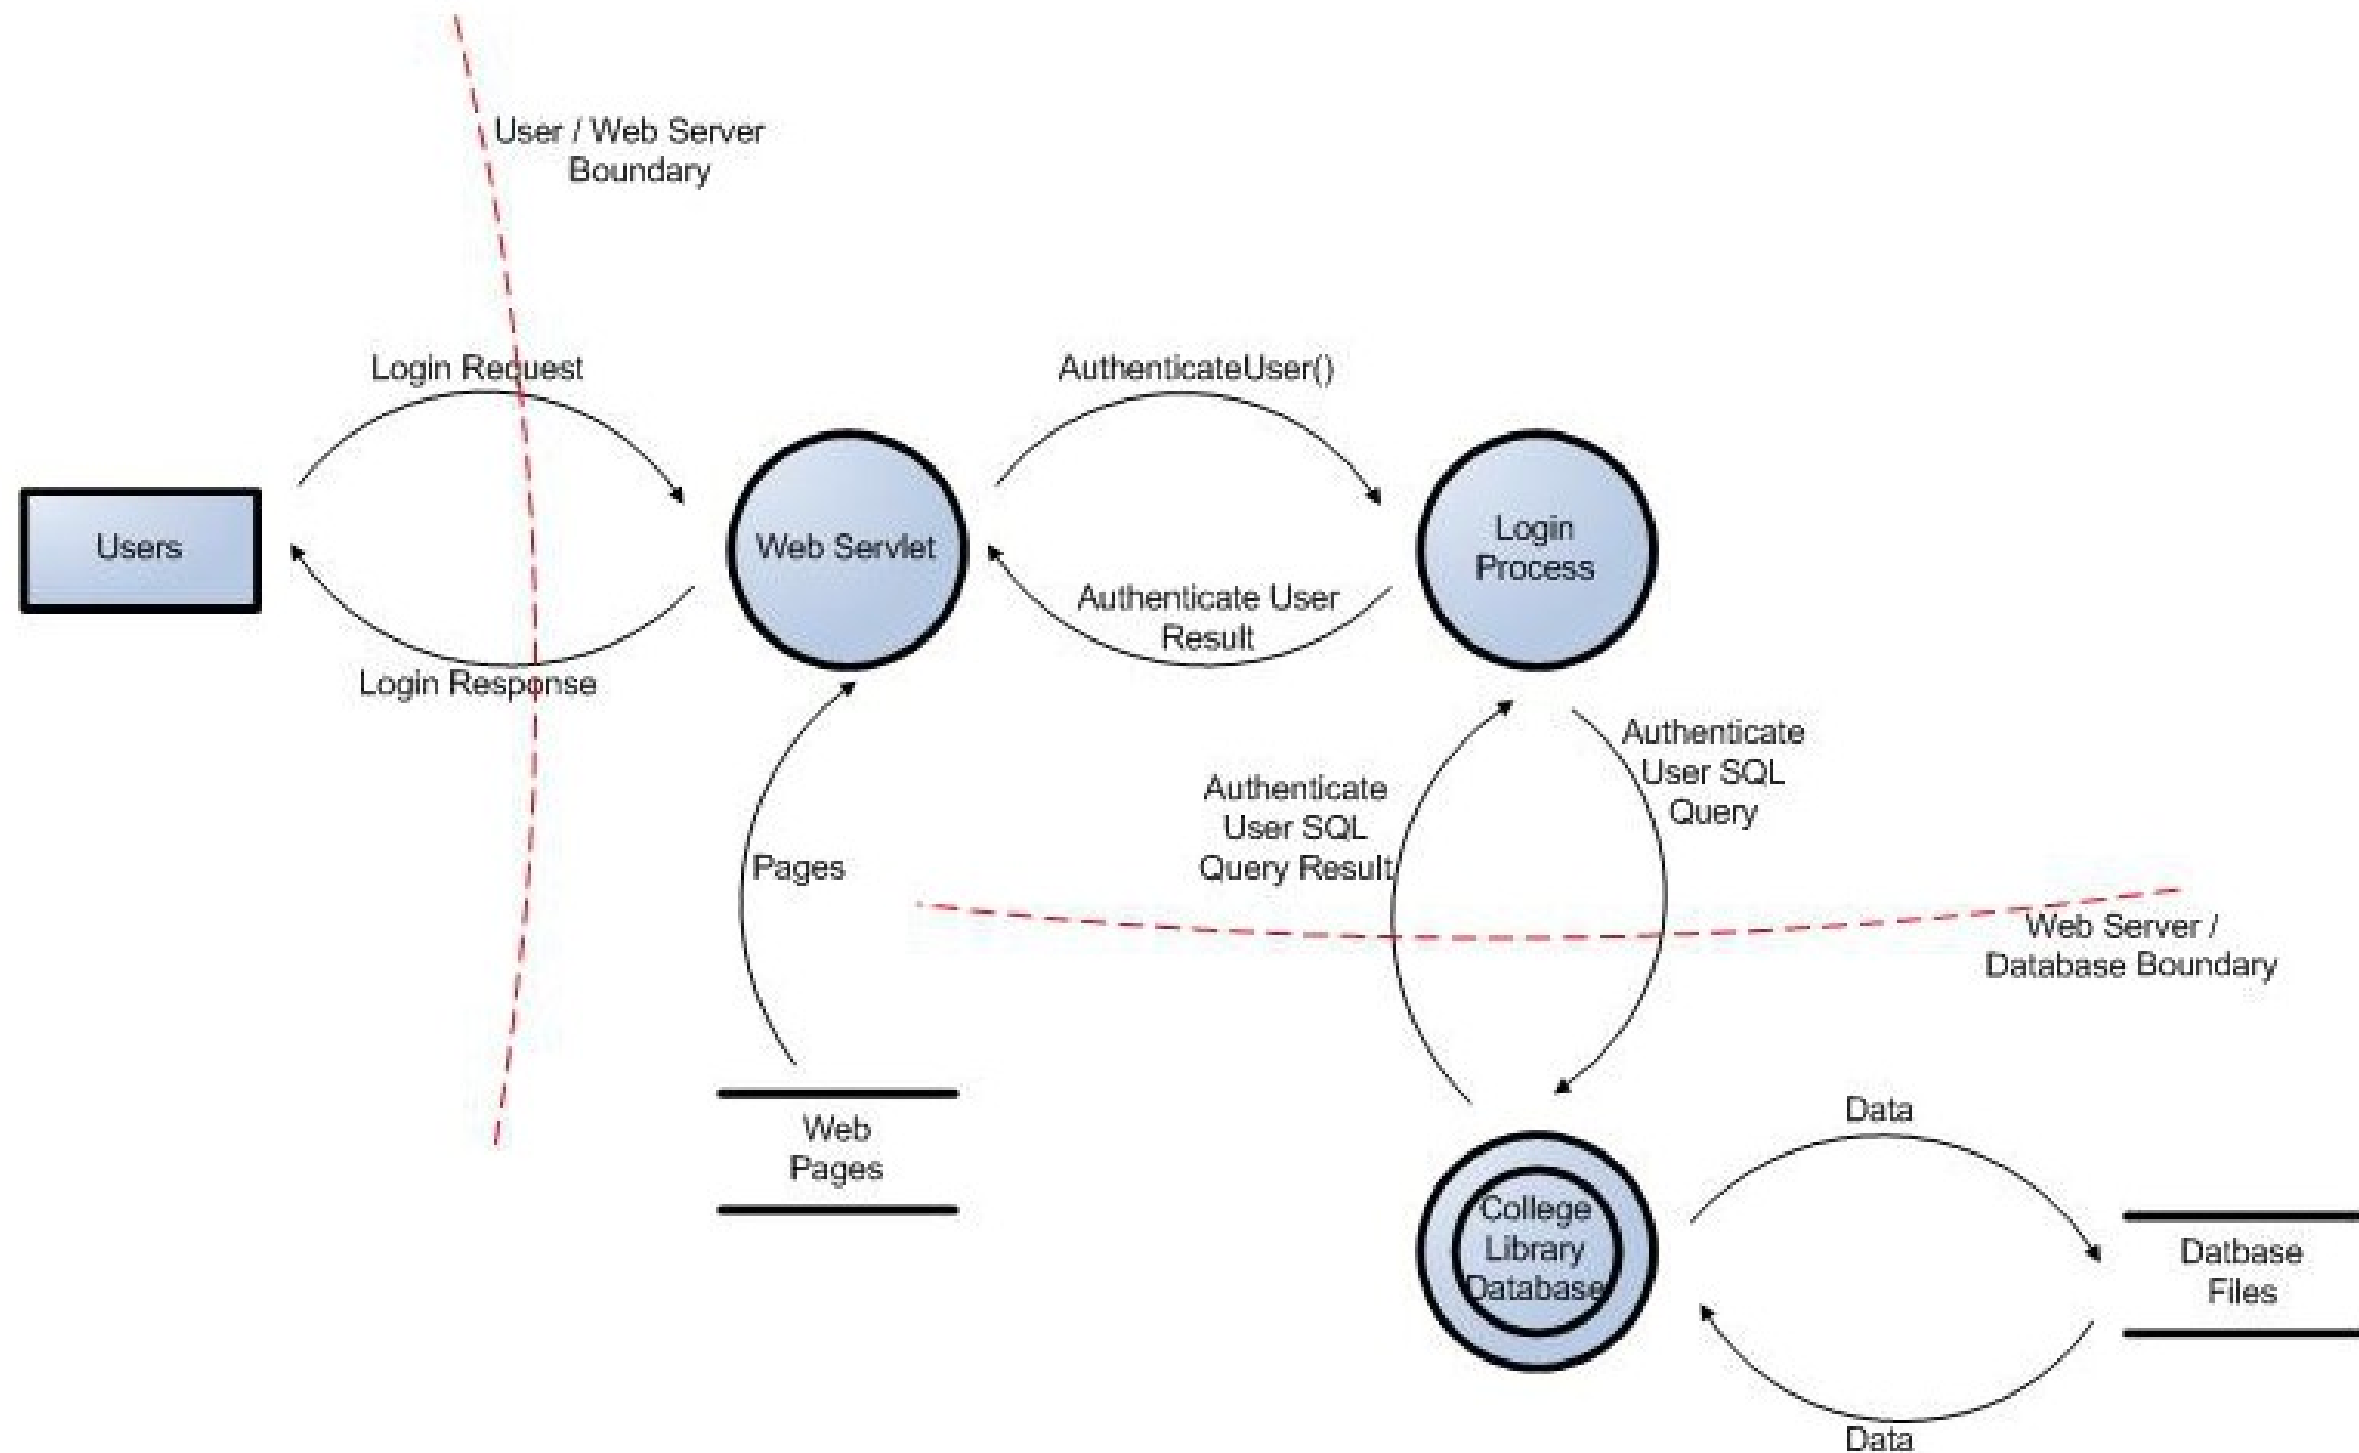 User / Web Server
Boundary
Login Request
AuthenticateUser()
Users
Web Servlet
Login
Process
Authenticate User
Result
Login Response
Authenticate
User SQL
Query
Authenticate
User SQL
Query Result
Pages
Web Server /
Database Boundary
Web
Pages
Data
College
Library
Database
Datbase
Files
Data